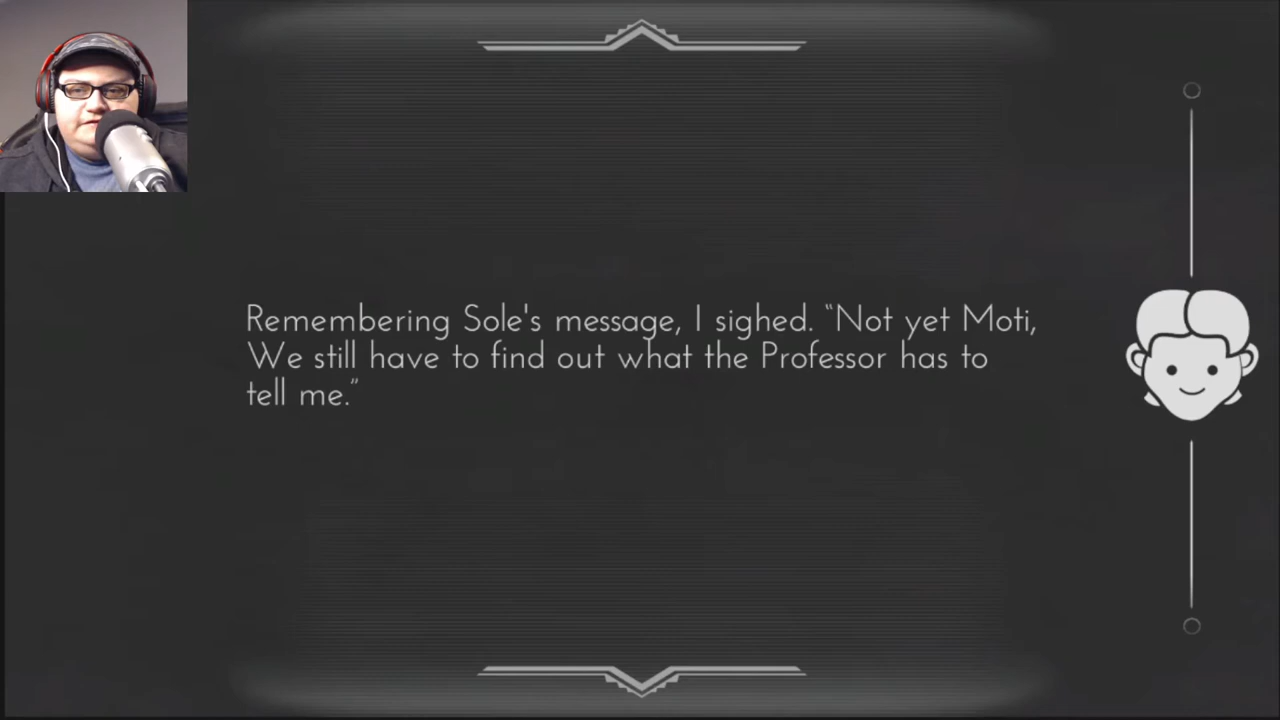 Remembering Sole's message, I sighed. “Not yet Moti,
We still have to find out what the Professor has to
tell me.”